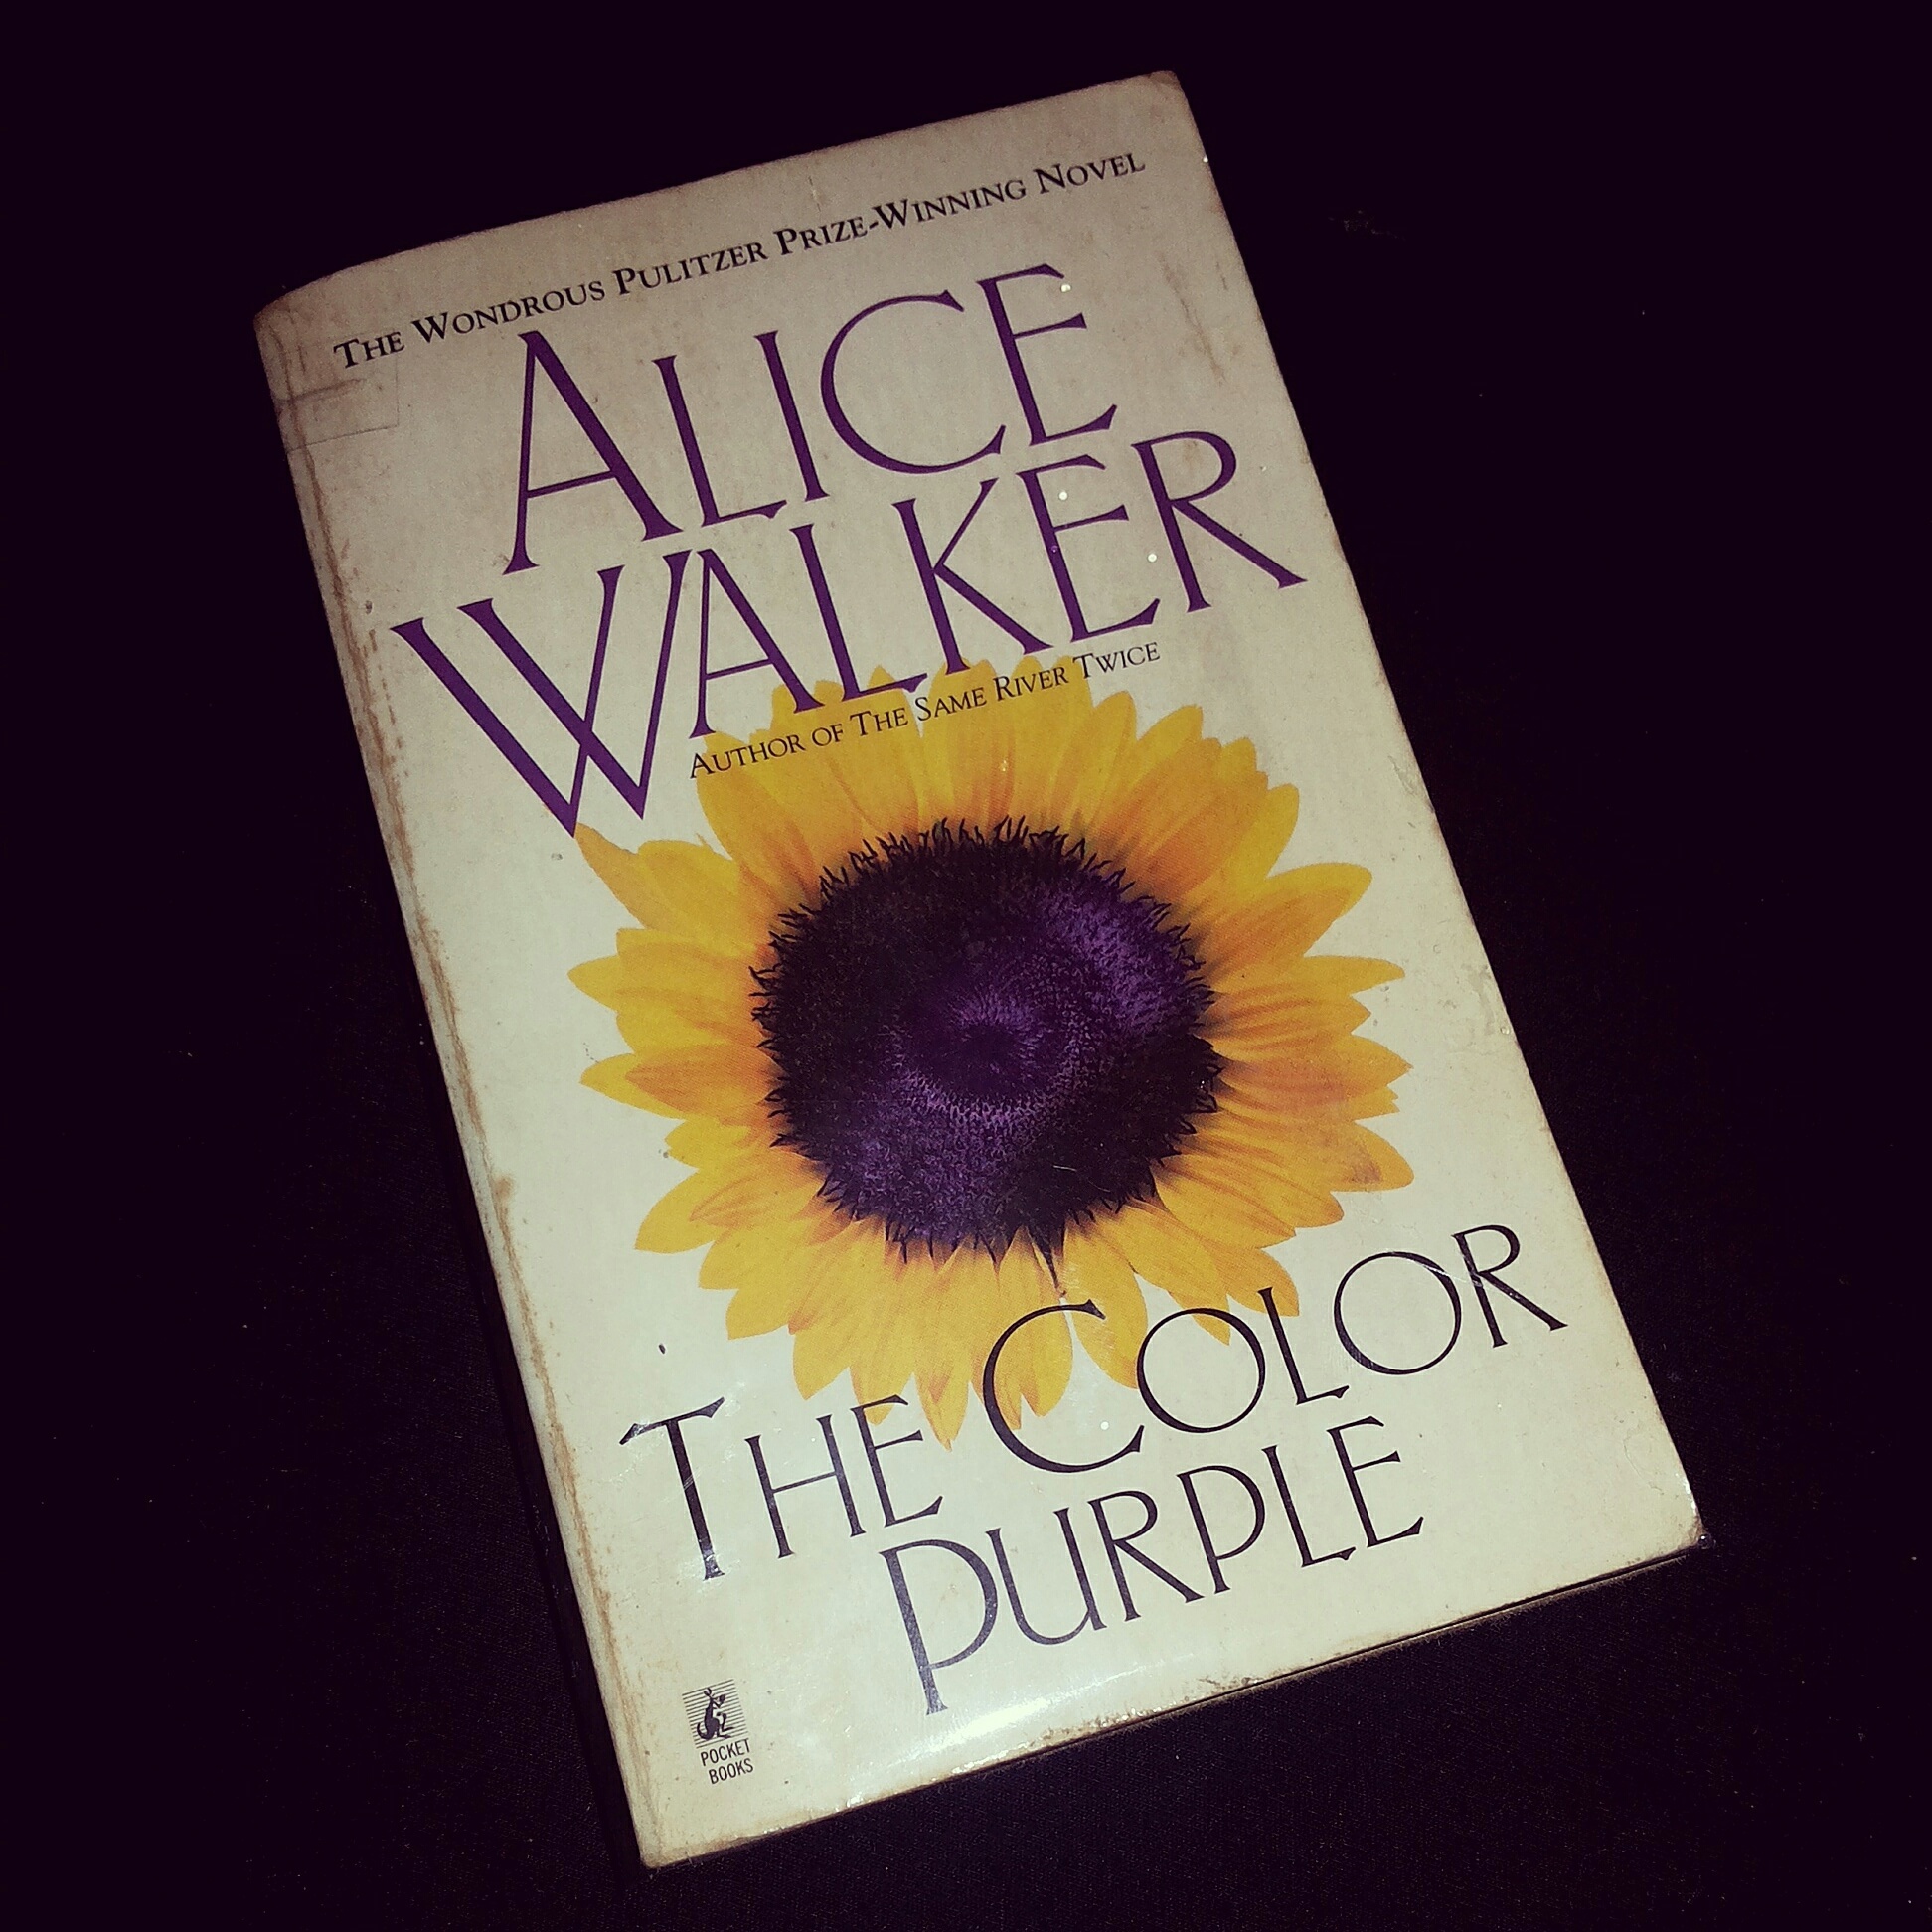 The Wondrous Pulitzer Prize-Winning Novel
Alice
Walker
Author of The Same River Twice
The Color
Purple
POCKET
BOOKS